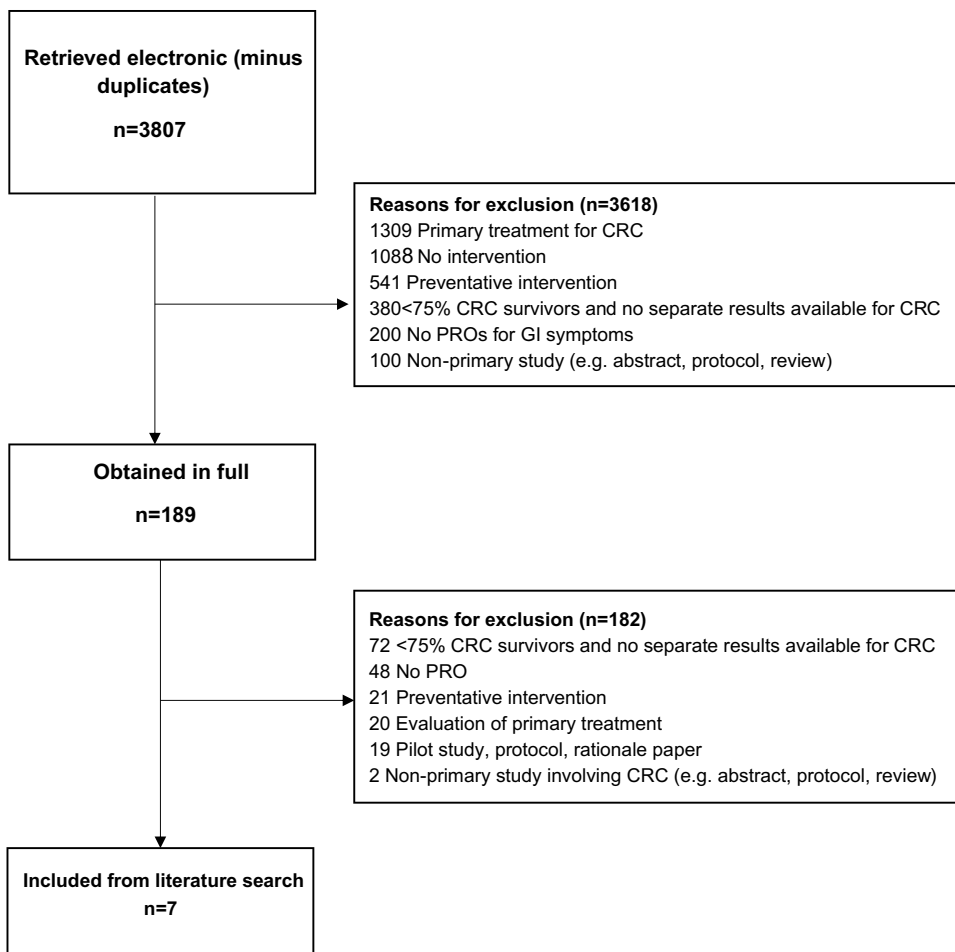 Retrieved electronic (minus
duplicates)
n=3807
Reasons for exclusion (n=3618)
1309 Primary treatment for CRC
1088 No intervention
541 Preventative intervention
380<75% CRC survivors and no separate results available for CRC
200 No PROs for GI symptoms
100 Non-primary study (e.g. abstract, protocol, review)
Obtained in full
n=189
Reasons for exclusion (n=182)
72 <75% CRC survivors and no separate results available for CRC
48 No PRO
21 Preventative intervention
20 Evaluation of primary treatment
19 Pilot study, protocol, rationale paper
2 Non-primary study involving CRC (e.g. abstract, protocol, review)
Included from literature search
n=7